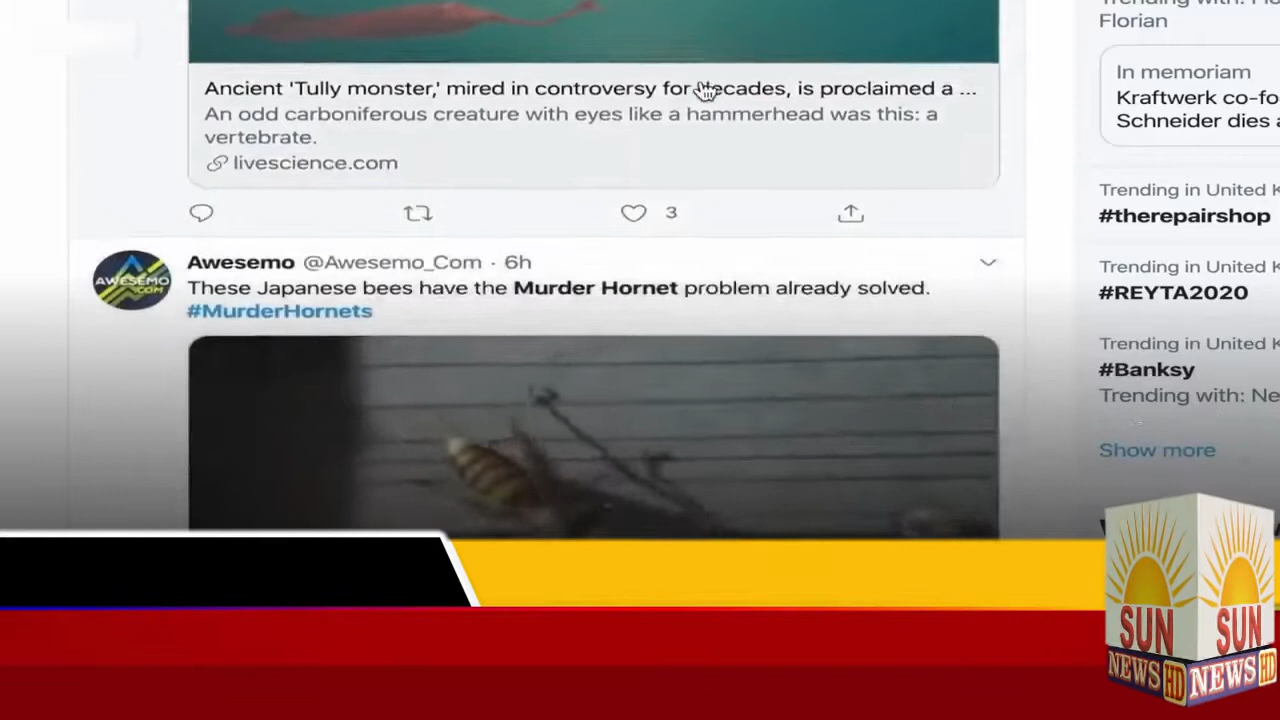 Florian
In memoriam
Kraftwerk co-fo
Schneider dies a
Ancient 'Tully monster,' mired in controversy for decades, is proclaimed a ...
An odd carboniferous creature with eyes like a hammerhead was this: a
vertebrate.
livescience.com
3
Awesemo @Awesemo_Com · 6h
These Japanese bees have the Murder Hornet problem already solved.
#MurderHornets
AWESEMO
.COM
Trending in United K
#therepairshop
Trending in United K
#REYTA2020
Trending in United K
#Banksy
Trending with: Ne
Show more
SUN
NEWS HD
SUN
NEWS HD